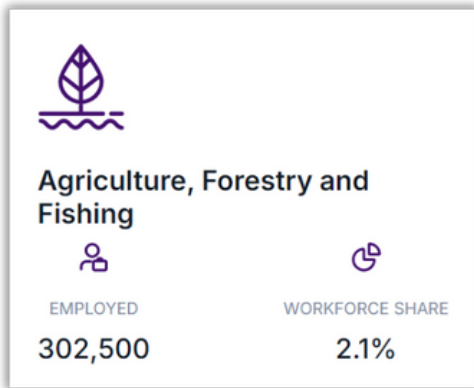 Agriculture, Forestry and
Fishing
EMPLOYED WORKFORCE SHARE
302,500 2.1%